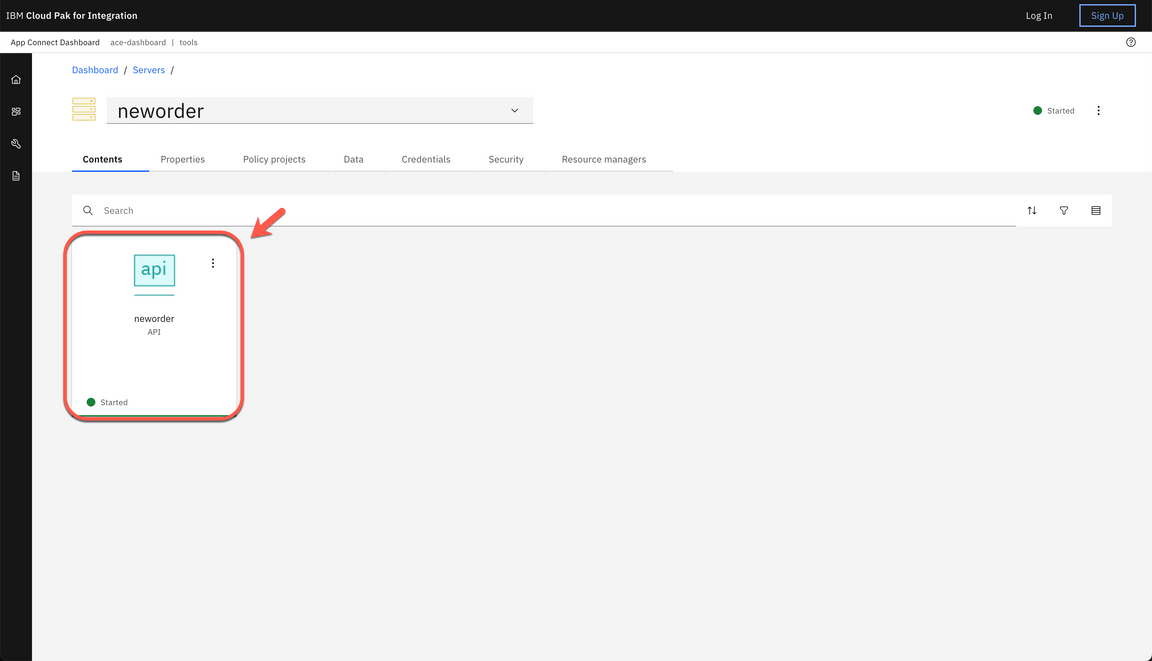 IBM Cloud Pak for Integration Log In Sign Up
App Connect Dashboard ace-dashboard | tools
Dashboard / Servers /
neworder Started
Contents Properties Policy projects Data Credentials Security Resource managers
Search
api
neworder
API
Started